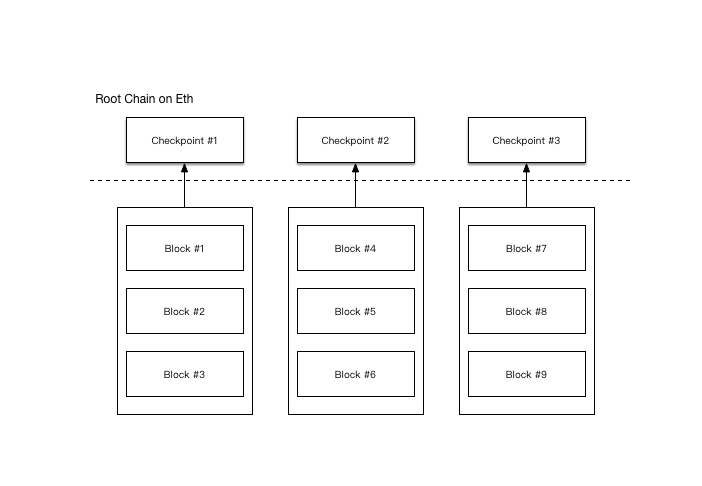 Root Chain on Eth
Checkpoint #1
Checkpoint #2
Checkpoint #3
Block #1
Block #4
Block #7
Block #2
Block #5
Block #8
Block #3
Block #6
Block #9